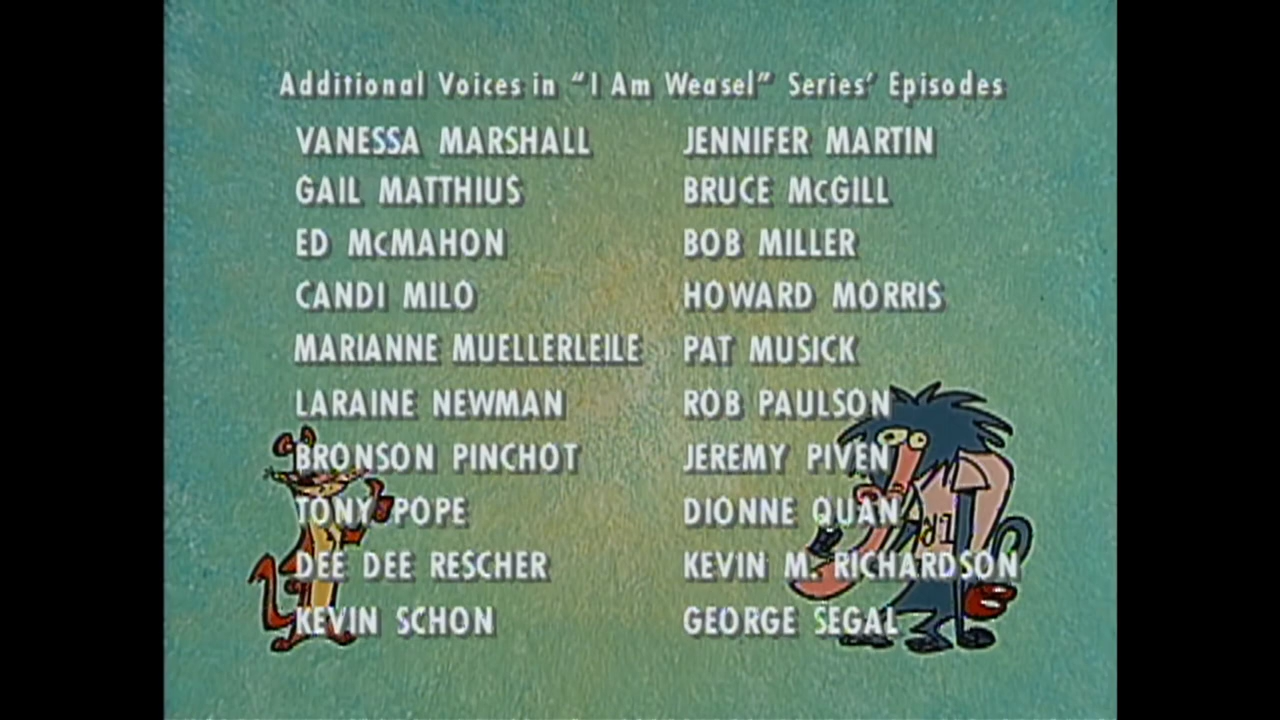 Additional Voices in "I Am Weasel" Series' Episodes
VANESSA MARSHALL JENNIFER MARTIN
GAIL MATTHIUS BRUCE McGILL
ED McMAHON BOB MILLER
CANDI MILO HOWARD MORRIS
MARIANNE MUELLERLEILE PAT MUSICK
LARAINE NEWMAN ROB PAULSON
BRONSON PINCHOT JEREMY PIVEN
TONY POPE DIONNE QUAN
DEE DEE RESCHER KEVIN M. RICHARDSON
KEVIN SCHON GEORGE SEGAL